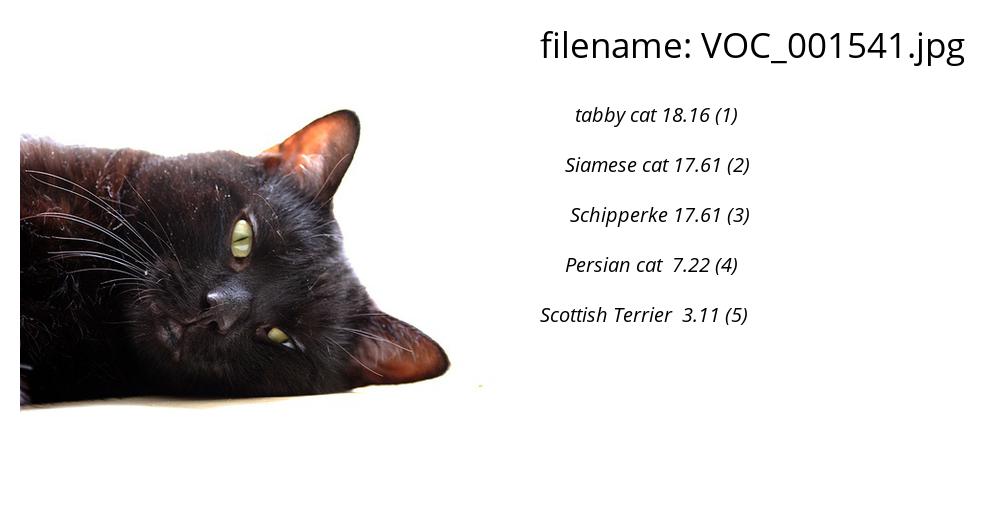 filename: VOC_001541.jpg
tabby cat 18.16 (1)
Siamese cat 17.61 (2)
Schipperke 17.61 (3)
Persian cat 7.22 (4)
Scottish Terrier 3.11 (5)